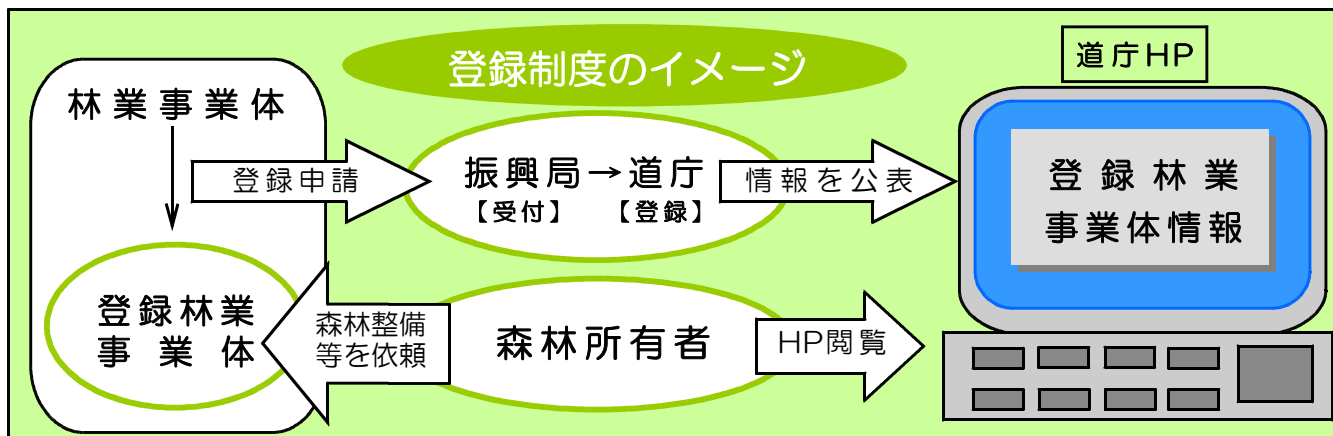 登録制度のイメージ
道庁HP
林業事業体
登録申請
振興局→道庁
【受付】 【登録】
情報を公表
登録林業
事業体情報
登録林業
事業体
森林整備
等を依頼
森林所有者
HP閲覧